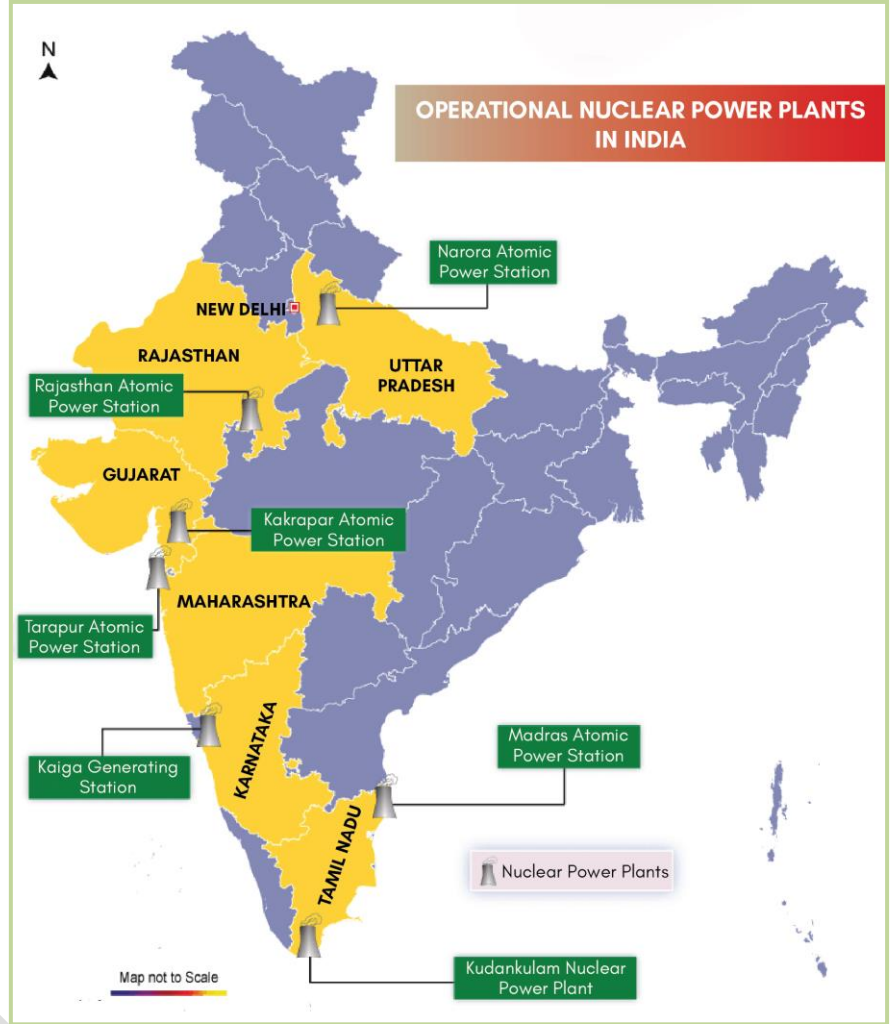 N
OPERATIONAL NUCLEAR POWER PLANTS
IN INDIA
Narora Atomic
Power Station
NEW DELHI
RAJASTHAN
UTTAR
PRADESH
Rajasthan Atomic
Power Station
GUJARAT
Kakrapar Atomic
Power Station
MAHARASHTRA
Tarapur Atomic
Power Station
KARNATAKA
Madras Atomic
Power Station
Kaiga Generating
Station
TAMIL NADU
Nuclear Power Plants
Kudankulam Nuclear
Power Plant
Map not to Scale